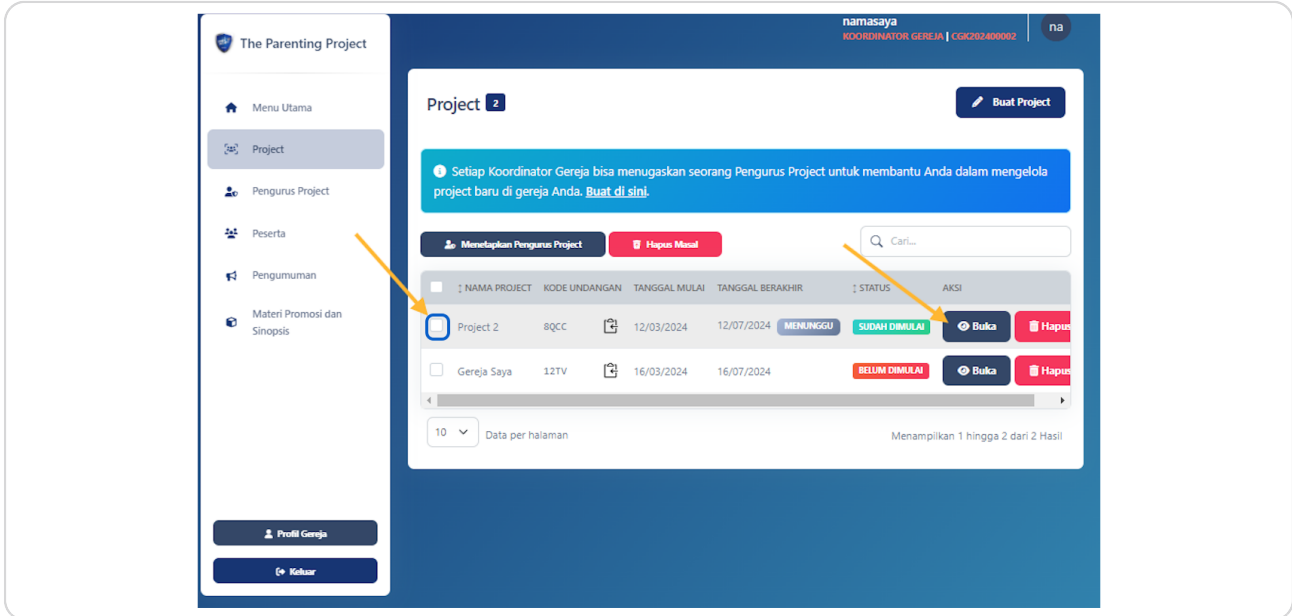 namasaya
KOORDINATOR GEREJA | CGK202400002
na
The Parenting Project
Menu Utama
Project
Pengurus Project
Peserta
Pengumuman
Materi Promosi dan
Sinopsis
Profil Gereja
Keluar
Project 2
Buat Project
Setiap Koordinator Gereja bisa menugaskan seorang Pengurus Project untuk membantu Anda dalam mengelola
project baru di gereja Anda. Buat di sini.
Menetapkan Pengurus Project Hapus Masal
Cari...
NAMA PROJECT KODE UNDANGAN TANGGAL MULAI TANGGAL BERAKHIR STATUS AKSI
Project 2 8QCC 12/03/2024 12/07/2024 MENUNGGU SUDAH DIMULAI Buka Hapus
Gereja Saya 12TV 16/03/2024 16/07/2024 BELUM DIMULAI Buka Hapus
10 Data per halaman
Menampilkan 1 hingga 2 dari 2 Hasil